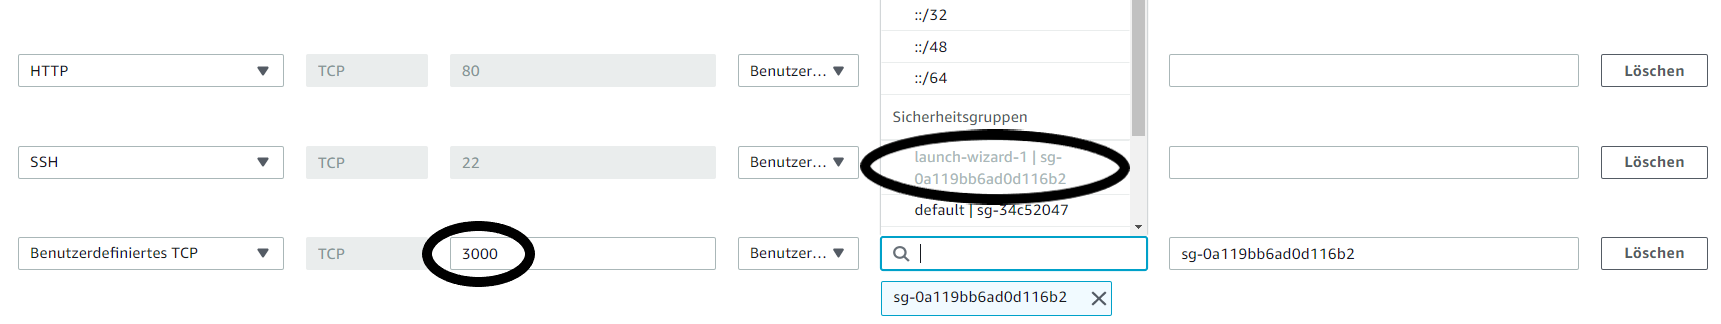 ::/32
::/48
HTTP TCP 80 Benutzer... Löschen
::/64
Sicherheitsgruppen
launch-wizard-1 | sg-
SSH TCP 22 Benutzer... Löschen
0a119bb6ad0d116b2
default | sg-34c52047
Benutzerdefiniertes TCP TCP 3000 Benutzer... sg-0a119bb6ad0d116b2 Löschen
sg-0a119bb6ad0d116b2